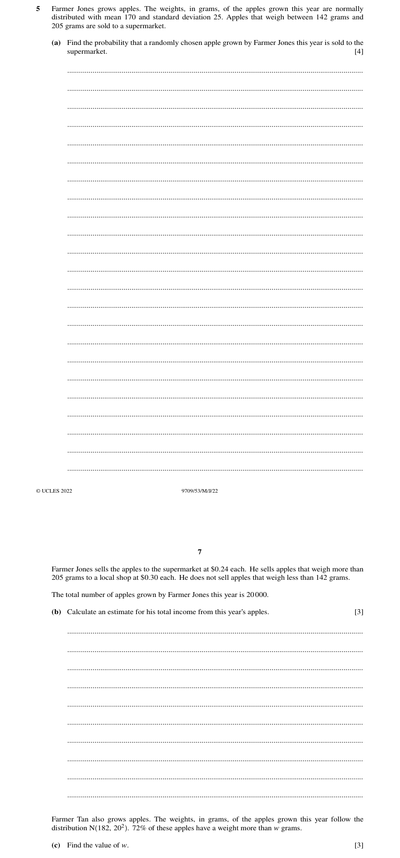 5 Farmer Jones grows apples. The weights, in grams, of the apples grown this year are normally
distributed with mean 170 and standard deviation 25. Apples that weigh between 142 grams and
205 grams are sold to a supermarket.
(a) Find the probability that a randomly chosen apple grown by Farmer Jones this year is sold to the
supermarket. [4]
© UCLES 2022 9709/53/M/J/22
7
Farmer Jones sells the apples to the supermarket at $0.24 each. He sells apples that weigh more than
205 grams to a local shop at $0.30 each. He does not sell apples that weigh less than 142 grams.
The total number of apples grown by Farmer Jones this year is 20 000.
(b) Calculate an estimate for his total income from this year's apples. [3]
Farmer Tan also grows apples. The weights, in grams, of the apples grown this year follow the
distribution N(182, 20²). 72% of these apples have a weight more than w grams.
(c) Find the value of w. [3]